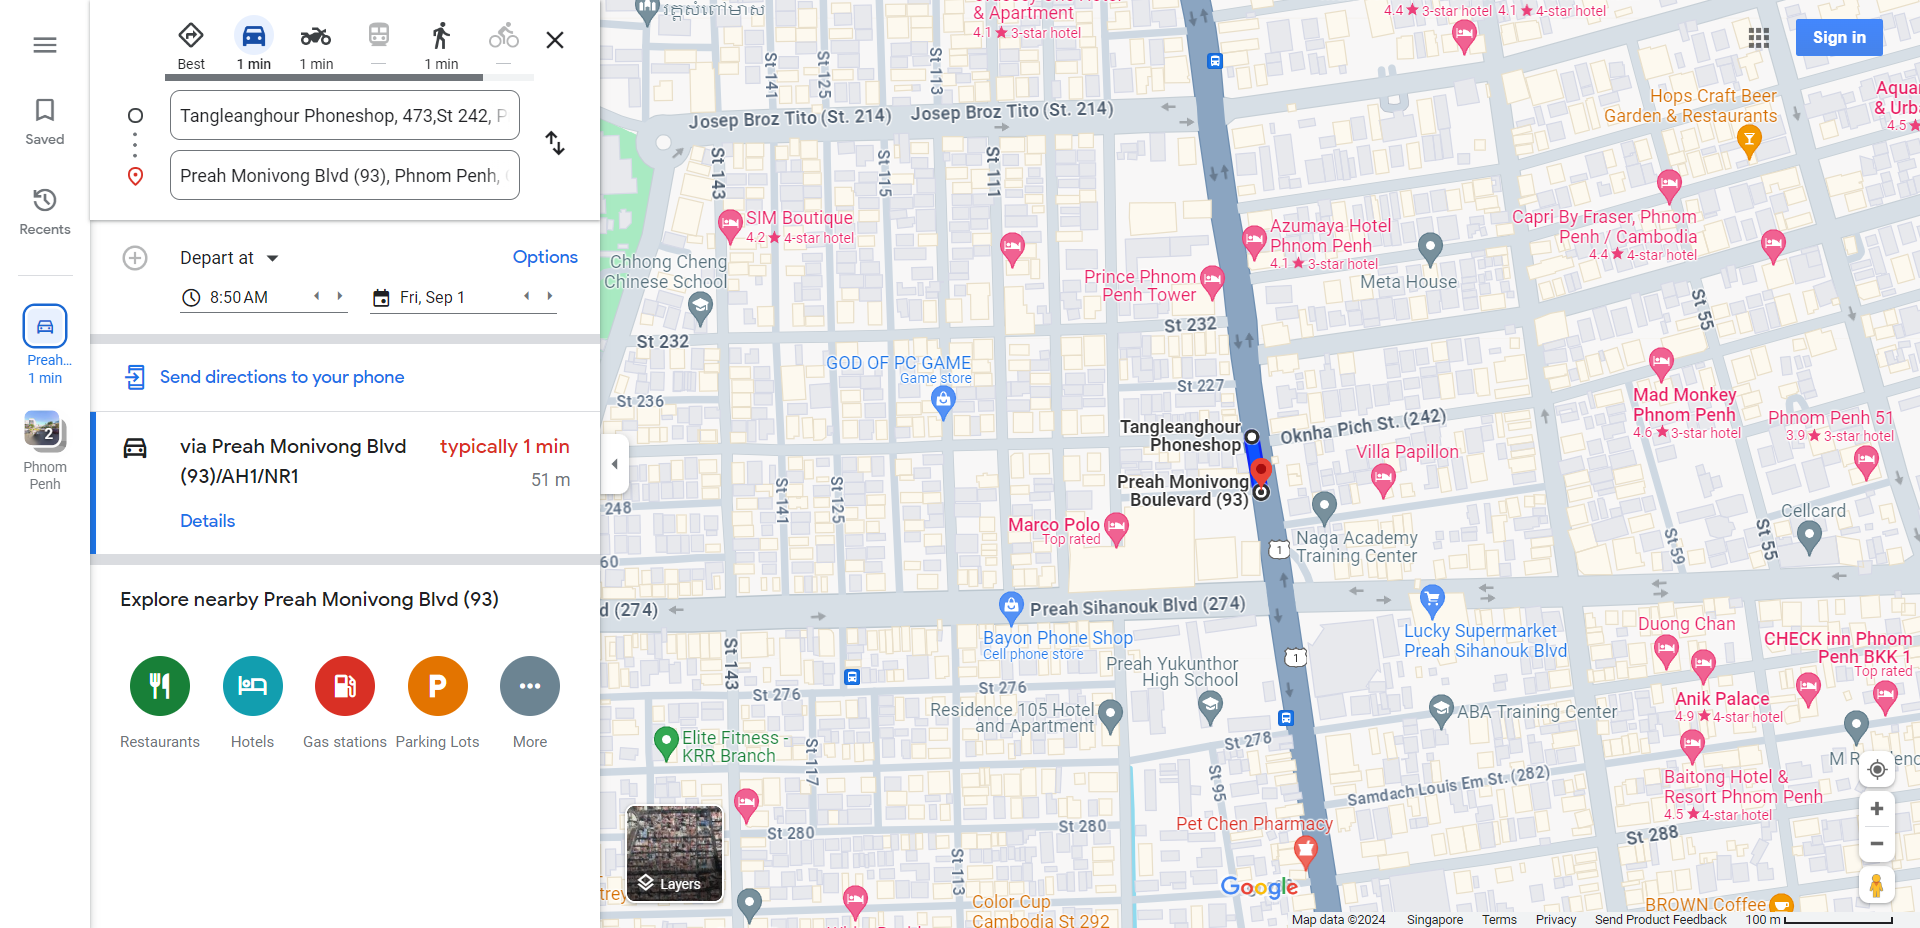 Best
1 min
1 min
1 min
Saved
Recents
Preah...
1 min
2
Phnom
Penh
Tangleanghour Phoneshop, 473,St 242, P
Preah Monivong Blvd (93), Phnom Penh,
Depart at
Options
8:50 AM
Fri, Sep 1
Send directions to your phone
via Preah Monivong Blvd
(93)/AH1/NR1
typically 1 min
51 m
Details
Explore nearby Preah Monivong Blvd (93)
Restaurants
Hotels
Gas stations
Parking Lots
More
Layers
វត្តសំពៅមាស
& Apartment
4.1 ★ 3-star hotel
4.4 ★ 3-star hotel
4.1 ★ 4-star hotel
Sign in
St 141
St 125
St 113
Josep Broz Tito (St. 214)
Josep Broz Tito (St. 214)
Hops Craft Beer
Garden & Restaurants
Aqua
& Urb
4.5 ★
St 143
St 115
St 111
SIM Boutique
4.2 ★ 4-star hotel
Azumaya Hotel
Phnom Penh
4.1 ★ 3-star hotel
Capri By Fraser, Phnom
Penh / Cambodia
4.4 ★ 4-star hotel
Chhong Cheng
Chinese School
Prince Phnom
Penh Tower
Meta House
St 55
St 232
St 232
GOD OF PC GAME
Game store
St 227
St 236
Mad Monkey
Phnom Penh
4.6 ★ 3-star hotel
Phnom Penh 51
3.9 ★ 3-star hotel
Tangleanghour
Phoneshop
Oknha Pich St. (242)
Villa Papillon
Preah Monivong
Boulevard (93)
St 141
St 125
248
Marco Polo
Top rated
Naga Academy
Training Center
Cellcard
St 59
St 55
1
60
d (274)
Preah Sihanouk Blvd (274)
Bayon Phone Shop
Cell phone store
Lucky Supermarket
Preah Sihanouk Blvd
Duong Chan
CHECK inn Phnom
Penh BKK 1
Top rated
St 143
Preah Yukunthor
High School
1
St 276
St 276
Residence 105 Hotel
and Apartment
ABA Training Center
Anik Palace
4.9 ★ 4-star hotel
Elite Fitness -
KRR Branch
St 117
St 278
St 95
Samdach Louis Em St. (282)
Baitong Hotel &
Resort Phnom Penh
4.5 ★ 4-star hotel
St 280
St 280
Pet Chen Pharmacy
St 288
St 113
Google
Color Cup
Cambodia St 292
BROWN Coffee
Map data ©2024
Singapore
Terms
Privacy
Send Product Feedback
100 m